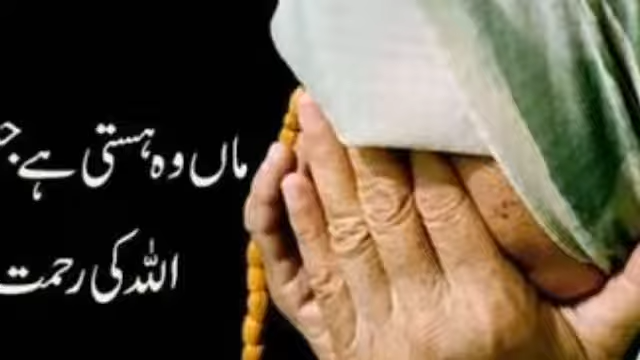 ماں وہ ہستی ہے
اللہ کی رحمت